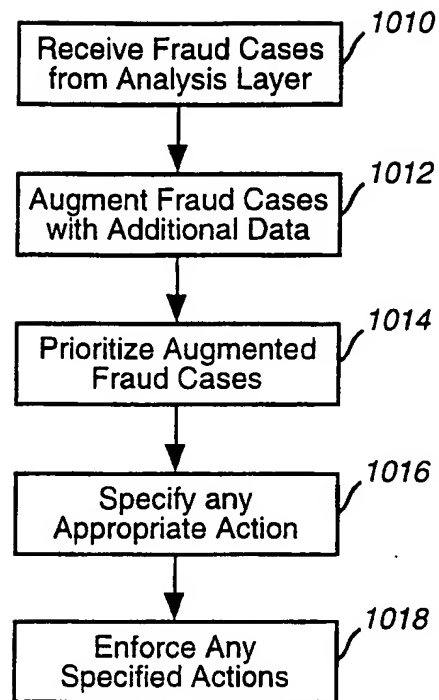 1010
Receive Fraud Cases
from Analysis Layer
1012
Augment Fraud Cases
with Additional Data
1014
Prioritize Augmented
Fraud Cases
1016
Specify any
Appropriate Action
1018
Enforce Any
Specified Actions